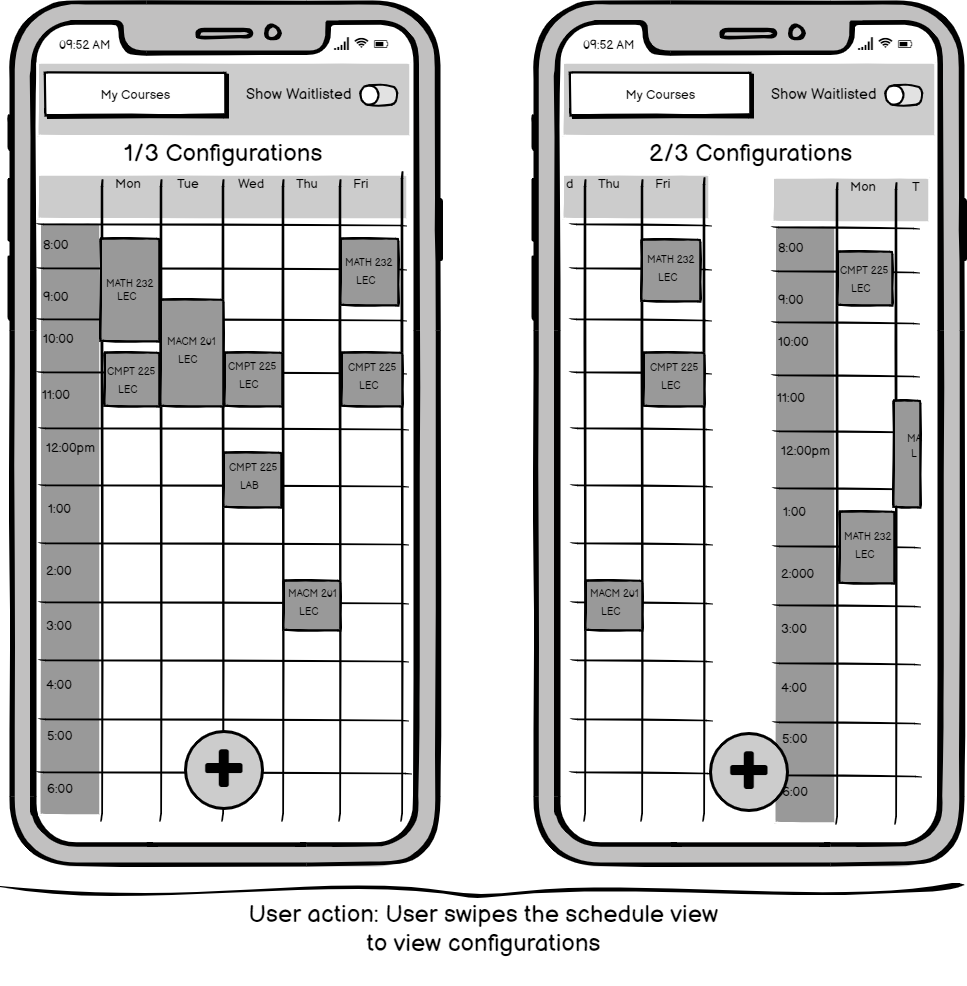 09:52 AM
My Courses
Show Waitlisted
1/3 Configurations
Mon Tue Wed Thu Fri
8:00
MATH 232
LEC
MATH 232
LEC
9:00
10:00
MACM 201
LEC
CMPT 225
LEC
CMPT 225
LEC
CMPT 225
LEC
11:00
12:00pm
CMPT 225
LAB
1:00
2:00
MACM 201
LEC
3:00
4:00
5:00
6:00
09:52 AM
My Courses
Show Waitlisted
2/3 Configurations
d Thu Fri
MATH 232
LEC
CMPT 225
LEC
MACM 201
LEC
Mon T
8:00
CMPT 225
LEC
9:00
10:00
11:00
MA
L
12:00pm
1:00
MATH 232
LEC
2:000
3:00
4:00
5:00
6:00
User action: User swipes the schedule view
to view configurations